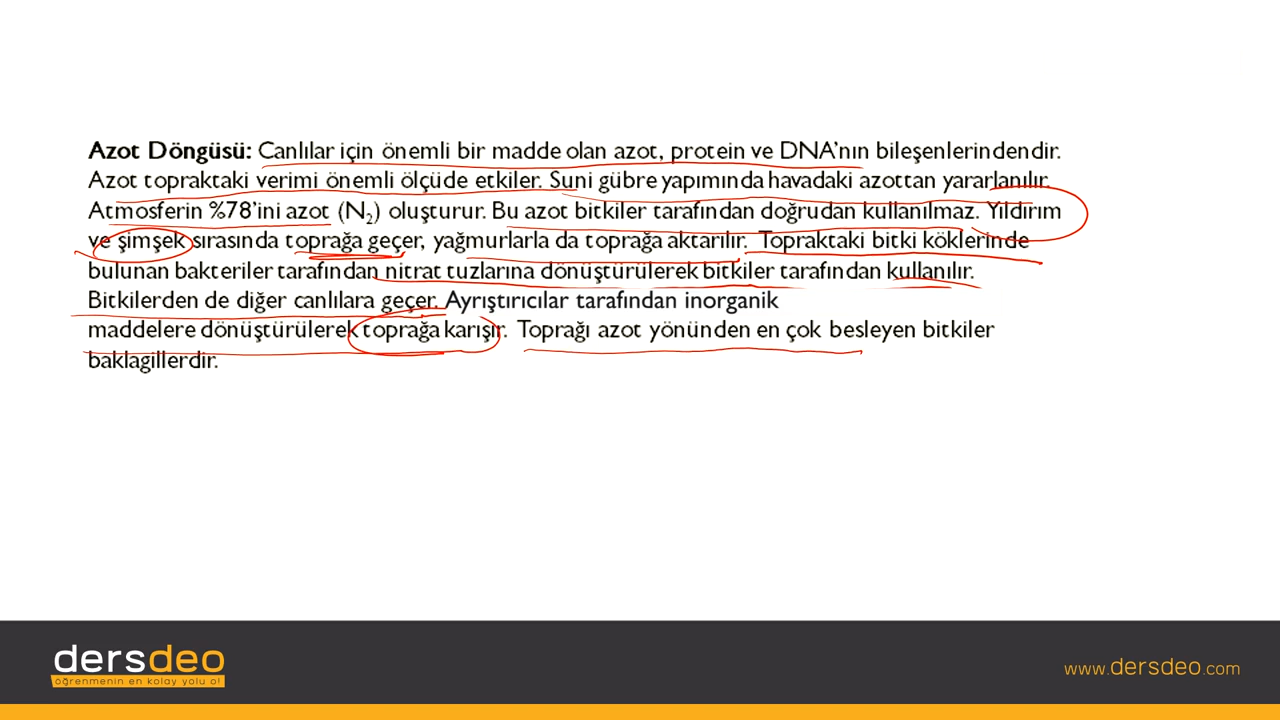 Azot Döngüsü: Canlılar için önemli bir madde olan azot, protein ve DNA'nın bileşenlerindendir.
Azot topraktaki verimi önemli ölçüde etkiler. Suni gübre yapımında havadaki azottan yararlanılır.
Atmosferin %78'ini azot (N₂) oluşturur. Bu azot bitkiler tarafından doğrudan kullanılmaz. Yıldırım
ve şimşek sırasında toprağa geçer, yağmurlarla da toprağa aktarılır. Topraktaki bitki köklerinde
bulunan bakteriler tarafından nitrat tuzlarına dönüştürülerek bitkiler tarafından kullanılır.
Bitkilerden de diğer canlılara geçer. Ayrıştırıcılar tarafından inorganik
maddelere dönüştürülerek toprağa karışır. Toprağı azot yönünden en çok besleyen bitkiler
baklagillerdir.
dersdeo
öğrenmenin en kolay yolu o!
www.dersdeo.com